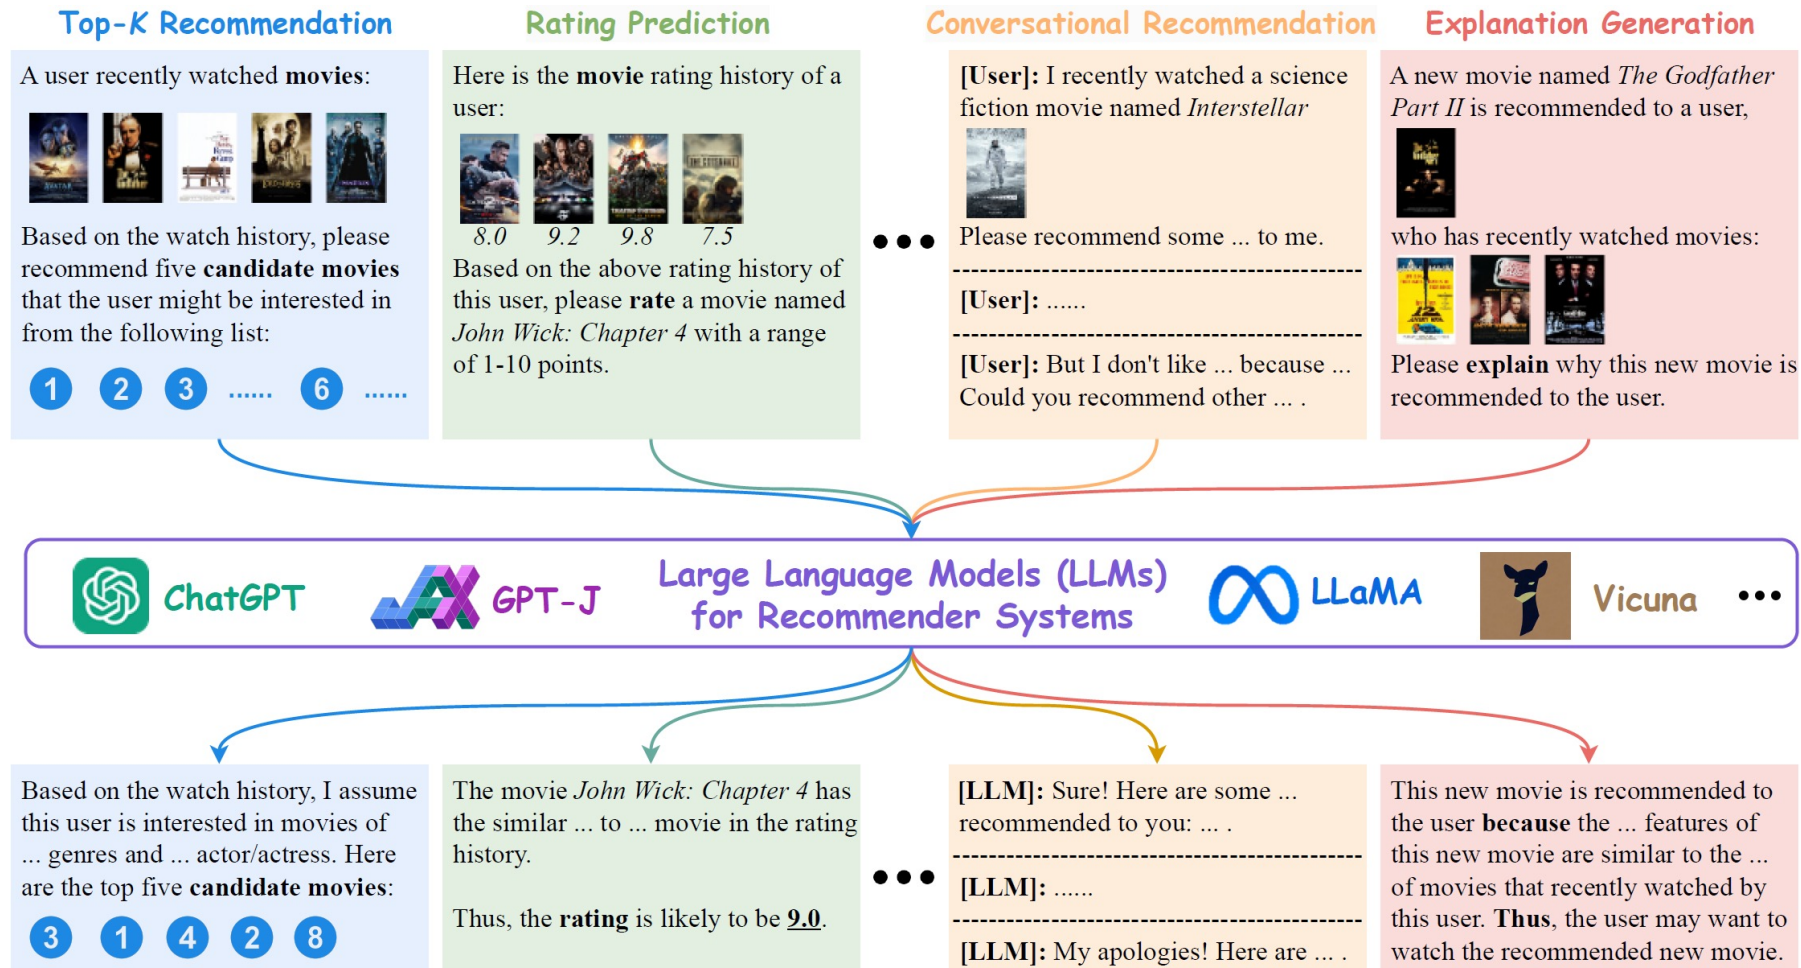 Top-K Recommendation
A user recently watched movies:
AVATAR
The Godfather
Based on the watch history, please
recommend five candidate movies
that the user might be interested in
from the following list:
1 2 3 ...... 6 ......
Rating Prediction
Here is the movie rating history of a
user:
8.0 9.2 9.8 7.5
Based on the above rating history of
this user, please rate a movie named
John Wick: Chapter 4 with a range
of 1-10 points.
•••
Conversational Recommendation
[User]: I recently watched a science
fiction movie named Interstellar
Please recommend some ... to me.
[User]: ......
[User]: But I don't like ... because ...
Could you recommend other ... .
Explanation Generation
A new movie named The Godfather
Part II is recommended to a user,
who has recently watched movies:
Please explain why this new movie is
recommended to the user.
ChatGPT
JAX GPT-J
Large Language Models (LLMs)
for Recommender Systems
LLaMA
Vicuna
•••
Based on the watch history, I assume
this user is interested in movies of
... genres and ... actor/actress. Here
are the top five candidate movies:
3 1 4 2 8
The movie John Wick: Chapter 4 has
the similar ... to ... movie in the rating
history.
Thus, the rating is likely to be 9.0.
•••
[LLM]: Sure! Here are some ...
recommended to you: ... .
[LLM]: ......
[LLM]: My apologies! Here are ... .
This new movie is recommended to
the user because the ... features of
this new movie are similar to the ...
of movies that recently watched by
this user. Thus, the user may want to
watch the recommended new movie.